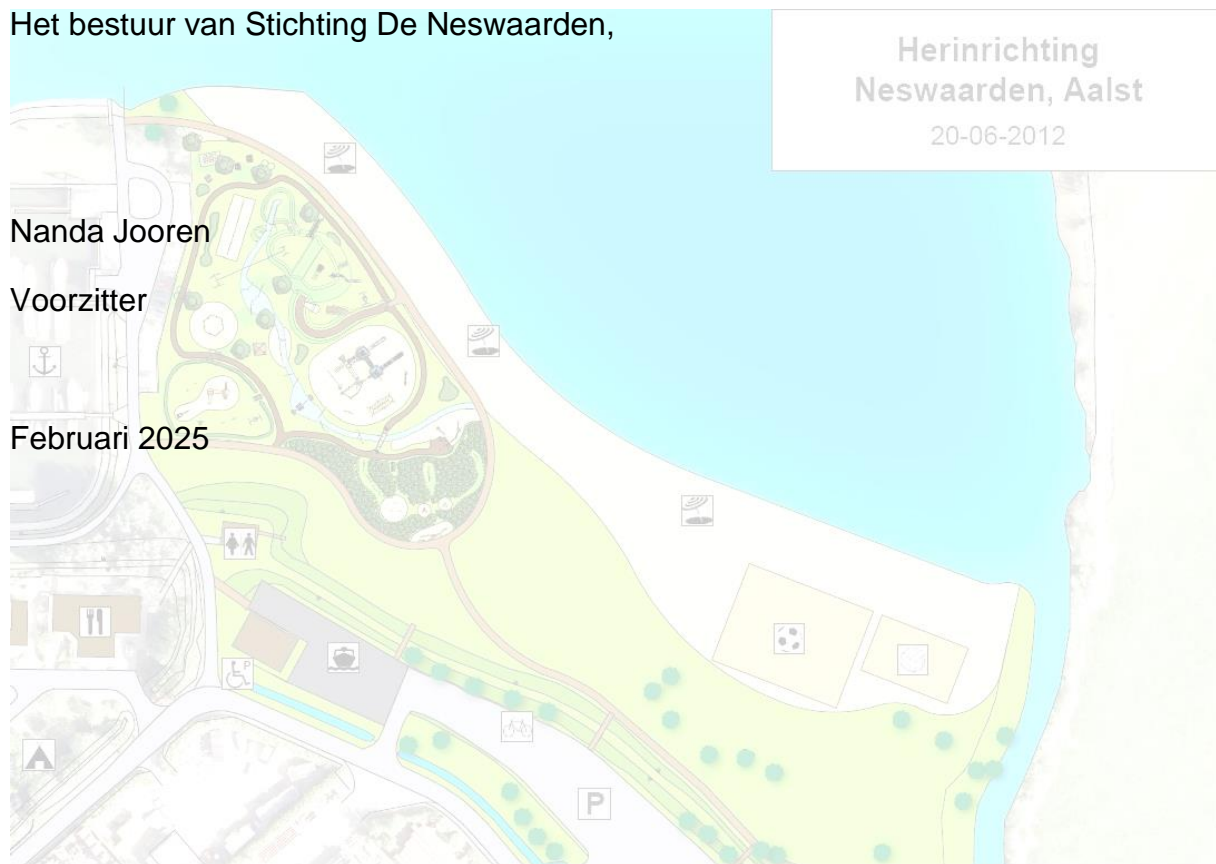 Het bestuur van Stichting De Neswaarden,
Herinrichting
Neswaarden, Aalst
20-06-2012
Nanda Jooren
Voorzitter
Februari 2025
P
P